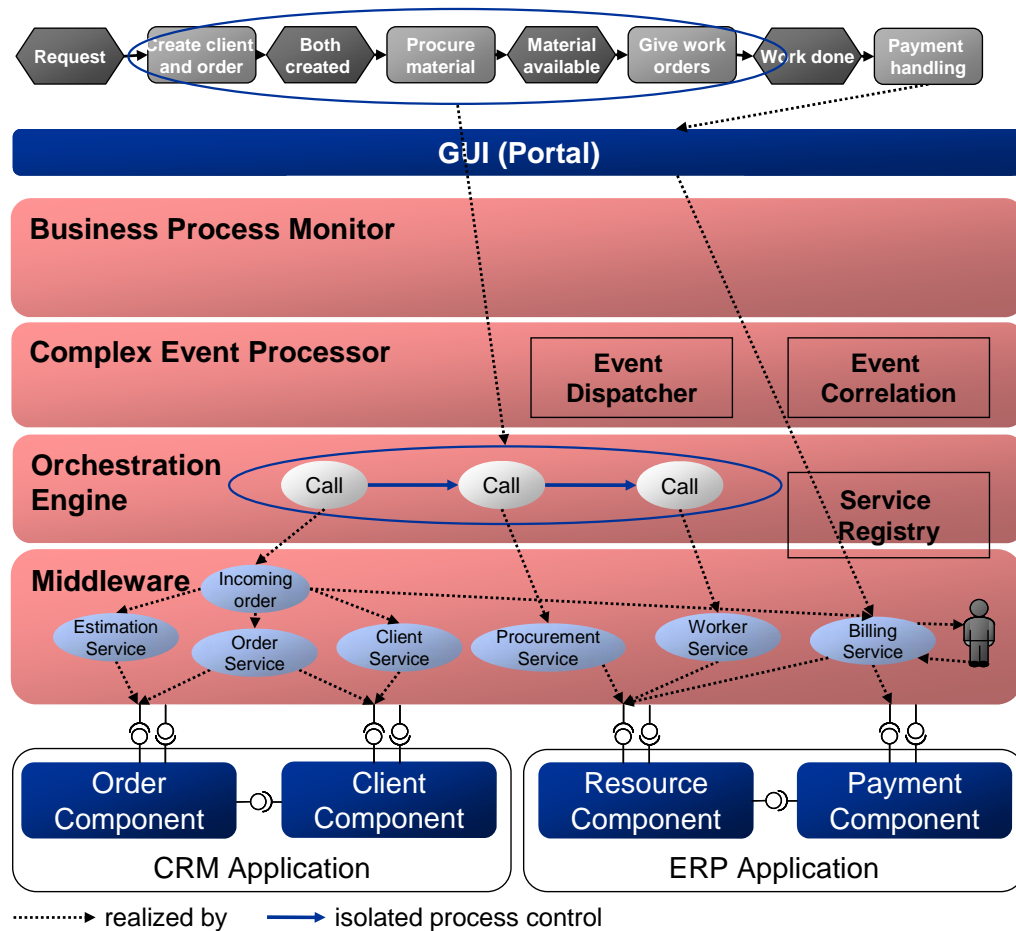 Request
Create client
and order
Both
created
Procure
material
Material
available
Give work
orders
Work done
Payment
handling
GUI (Portal)
Business Process Monitor
Complex Event Processor
Event
Dispatcher
Event
Correlation
Orchestration
Engine
Call
Call
Call
Service
Registry
Middleware
Incoming
order
Estimation
Service
Order
Service
Client
Service
Procurement
Service
Worker
Service
Billing
Service
Order
Component
Client
Component
Resource
Component
Payment
Component
CRM Application
ERP Application
realized by
isolated process control